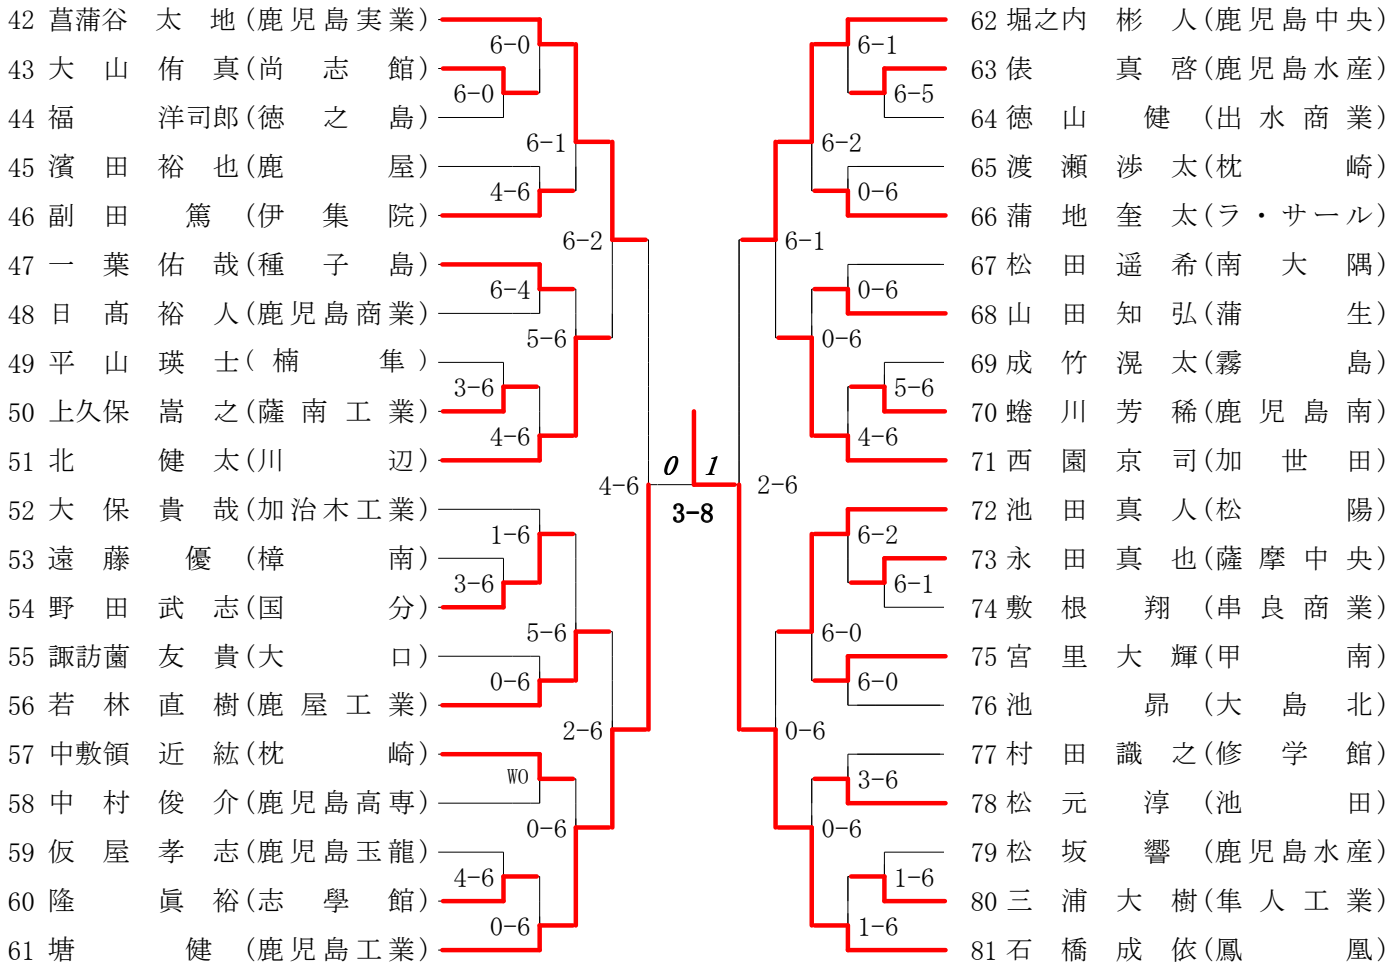 42 菖蒲谷 太 地(鹿児島実業)
6-0
43 大 山 侑 真(尚 志 館)
6-0
44 福 洋司郎(徳 之 島)
6-1
45 濱 田 裕 也(鹿 屋)
4-6
46 副 田 篤 (伊 集 院)
6-2
47 一 葉 佑 哉(種 子 島)
6-4
48 日 髙 裕 人(鹿児島商業)
5-6
49 平 山 瑛 士(楠 隼)
3-6
50 上久保 嵩 之(薩南工業)
4-6
51 北 健 太(川 辺)
4-6
52 大 保 貴 哉(加治木工業)
1-6
53 遠 藤 優 (樟 南)
3-6
54 野 田 武 志(国 分)
5-6
55 諏訪薗 友 貴(大 口)
0-6
56 若 林 直 樹(鹿屋工業)
2-6
57 中敷領 近 紘(枕 崎)
WO
58 中 村 俊 介(鹿児島高専)
0-6
59 仮 屋 孝 志(鹿児島玉龍)
4-6
60 隆 眞 裕(志 學 館)
0-6
61 塘 健 (鹿児島工業)
0 1
3-8
62 堀之内 彬 人(鹿児島中央)
6-1
63 俵 真 啓(鹿児島水産)
6-5
64 徳 山 健 (出水商業)
6-2
65 渡 瀬 渉 太(枕 崎)
0-6
66 蒲 地 奎 太(ラ・サール)
6-1
67 松 田 遥 希(南 大 隅)
0-6
68 山 田 知 弘(蒲 生)
0-6
69 成 竹 滉 太(霧 島)
5-6
70 蜷 川 芳 稀(鹿児島南)
4-6
71 西 園 京 司(加 世 田)
2-6
72 池 田 真 人(松 陽)
6-2
73 永 田 真 也(薩摩中央)
6-1
74 敷 根 翔 (串良商業)
6-0
75 宮 里 大 輝(甲 南)
6-0
76 池 昴 (大 島 北)
0-6
77 村 田 識 之(修 学 館)
3-6
78 松 元 淳 (池 田)
0-6
79 松 坂 響 (鹿児島水産)
1-6
80 三 浦 大 樹(隼人工業)
1-6
81 石 橋 成 依(鳳 凰)